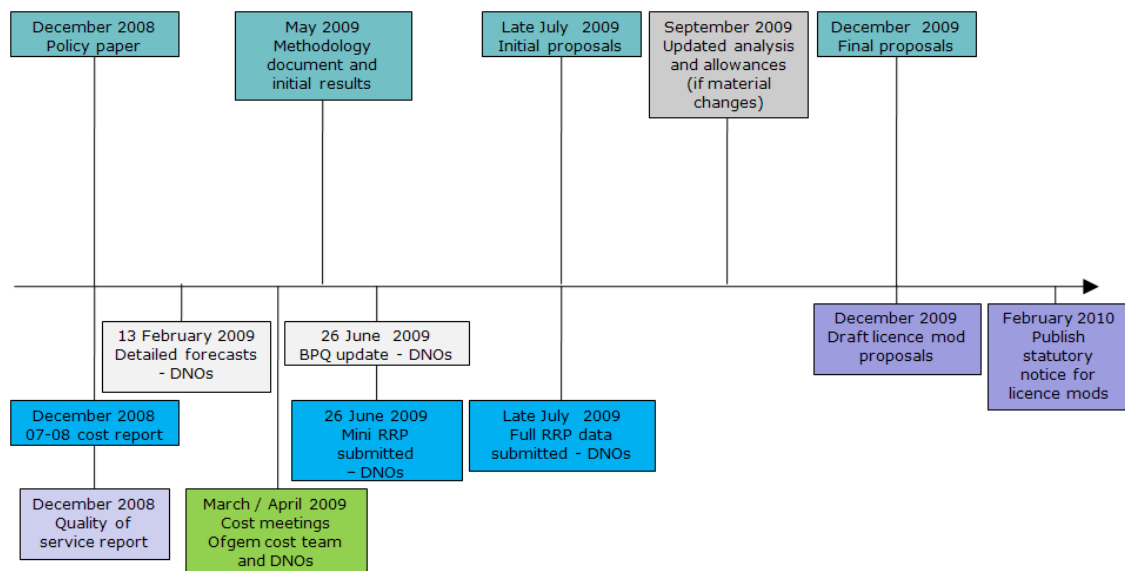 December 2008
Policy paper
May 2009
Methodology
document and
initial results
Late July  2009
Initial proposals
September 2009
Updated analysis
and allowances
(if material
changes)
December  2009
Final proposals
13 February 2009
Detailed forecasts
- DNOs
26 June  2009
BPQ update - DNOs
December 2009
Draft licence mod
proposals
February 2010
Publish
statutory
notice for
licence mods
December 2008
07-08 cost report
26 June 2009
Mini RRP
submitted
– DNOs
Late July  2009
Full RRP data
submitted - DNOs
December 2008
Quality of
service report
March / April 2009
Cost meetings
Ofgem cost team
and DNOs